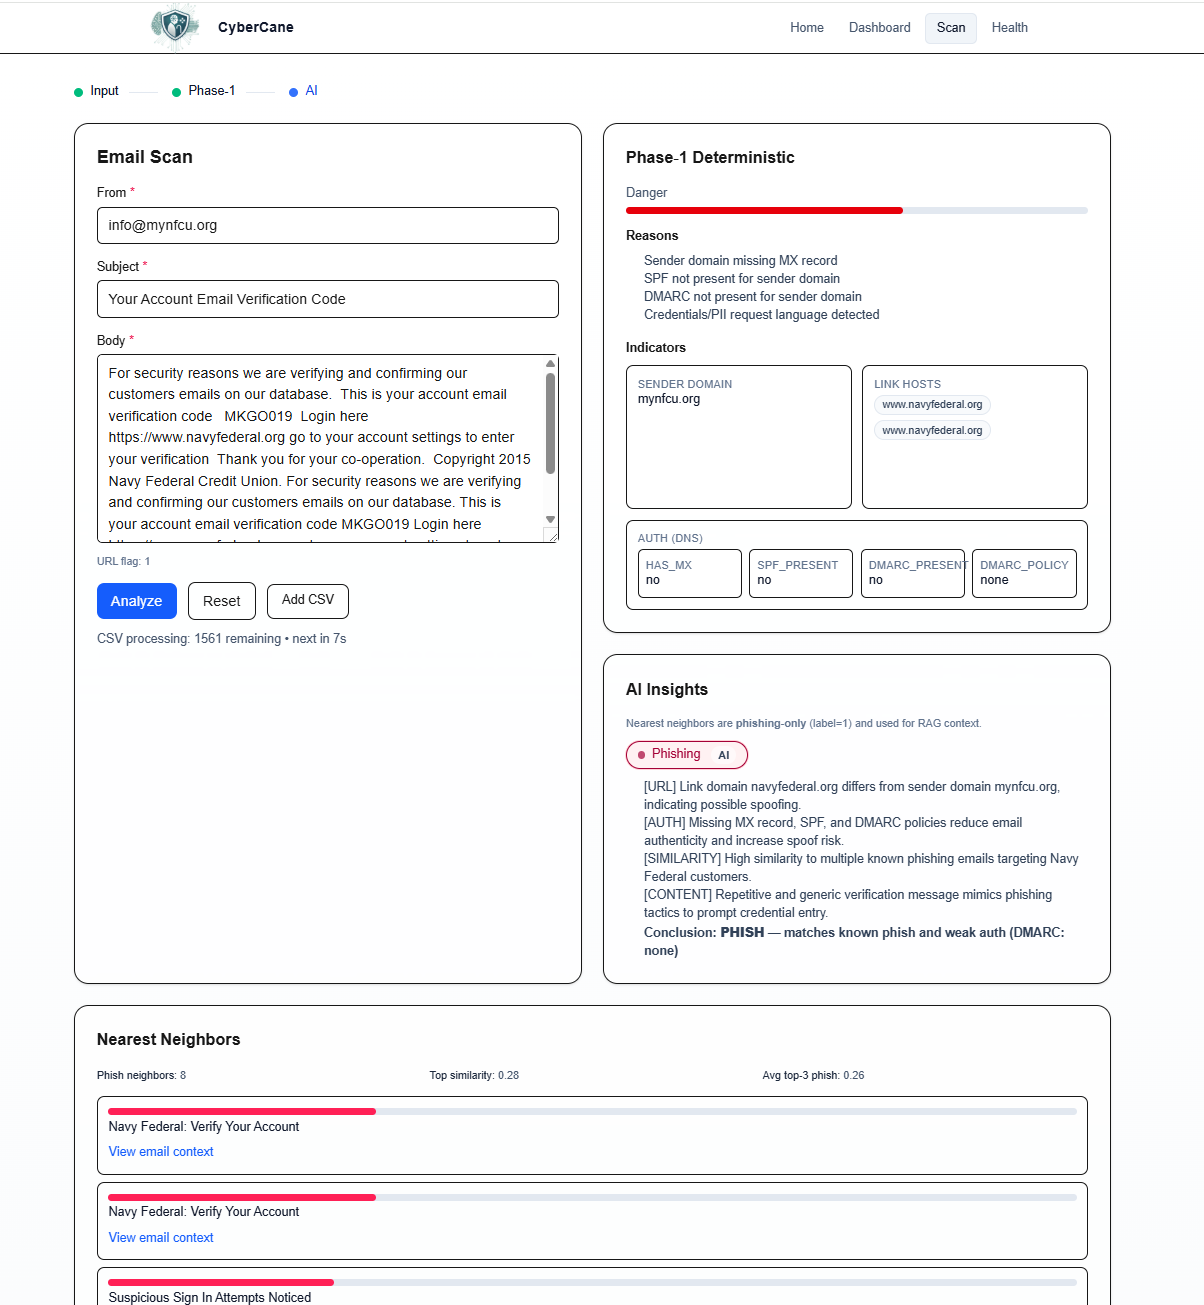 CyberCane
Home Dashboard Scan Health
Input Phase-1 AI
Email Scan
From *
info@mynfcu.org
Subject *
Your Account Email Verification Code
Body *
For security reasons we are verifying and confirming our
customers emails on our database.  This is your account email
verification code   MKGO019  Login here
https://www.navyfederal.org go to your account settings to enter
your verification  Thank you for your co-operation.  Copyright 2015
Navy Federal Credit Union. For security reasons we are verifying
and confirming our customers emails on our database. This is
your account email verification code MKGO019 Login here
URL flag: 1
Analyze Reset Add CSV
CSV processing: 1561 remaining • next in 7s
Phase-1 Deterministic
Danger
Reasons
Sender domain missing MX record
SPF not present for sender domain
DMARC not present for sender domain
Credentials/PII request language detected
Indicators
SENDER DOMAIN
mynfcu.org
LINK HOSTS
www.navyfederal.org
www.navyfederal.org
AUTH (DNS)
HAS_MX
no
SPF_PRESENT
no
DMARC_PRESENT
no
DMARC_POLICY
none
AI Insights
Nearest neighbors are phishing-only (label=1) and used for RAG context.
Phishing AI
[URL] Link domain navyfederal.org differs from sender domain mynfcu.org,
indicating possible spoofing.
[AUTH] Missing MX record, SPF, and DMARC policies reduce email
authenticity and increase spoof risk.
[SIMILARITY] High similarity to multiple known phishing emails targeting Navy
Federal customers.
[CONTENT] Repetitive and generic verification message mimics phishing
tactics to prompt credential entry.
Conclusion: PHISH — matches known phish and weak auth (DMARC:
none)
Nearest Neighbors
Phish neighbors: 8 Top similarity: 0.28 Avg top-3 phish: 0.26
Navy Federal: Verify Your Account
View email context
Navy Federal: Verify Your Account
View email context
Suspicious Sign In Attempts Noticed